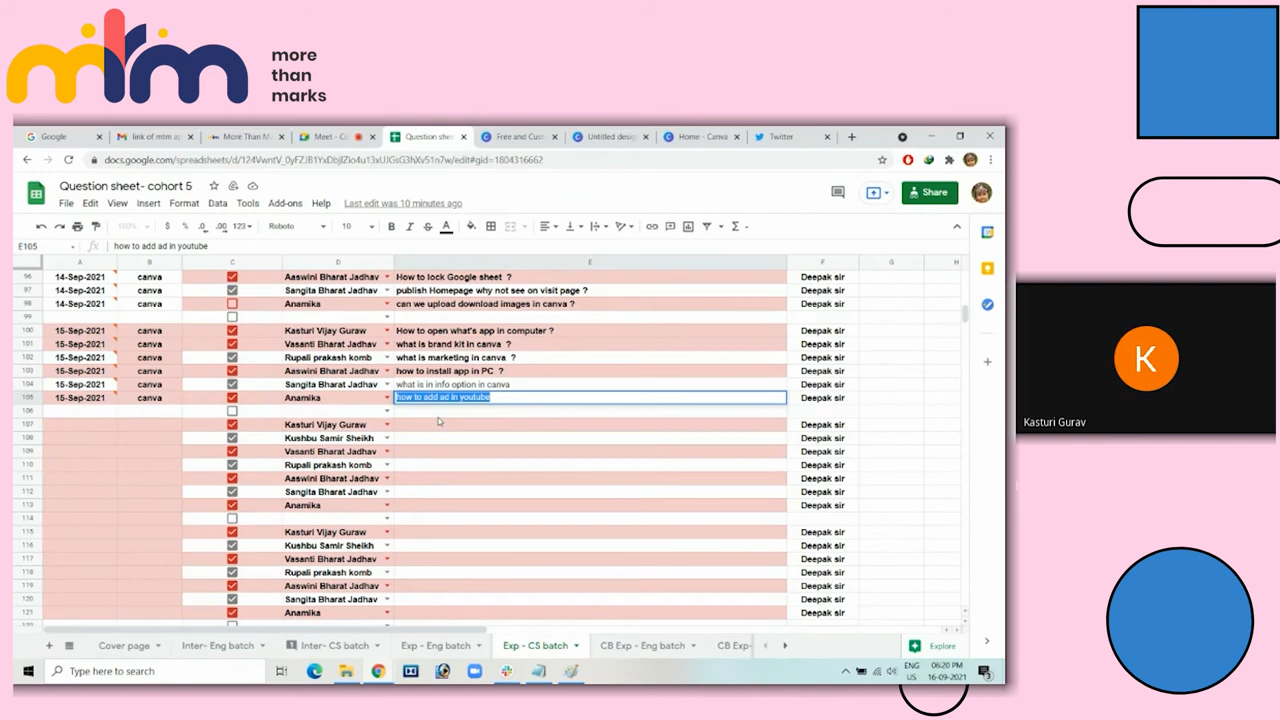 mtm
more
than
marks
Google
link of mtm a
More Than M
Meet - C
Question shee
Free and Cus
Untitled desig
Home - Canva
Twitter
Question sheet- cohort 5
File Edit View Insert Format Data Tools Add-ons Help Last edit was 10 minutes ago
Share
100% $ % .0 .00 123 Roboto 10 B I S A
E105 fx how to add ad in youtube
A B C D E F G H
96 14-Sep-2021 canva Aaswini Bharat Jadhav How to lock Google sheet ? Deepak sir
97 14-Sep-2021 canva Sangita Bharat Jadhav publish Homepage why not see on visit page ? Deepak sir
98 14-Sep-2021 canva Anamika can we upload download images in canva ? Deepak sir
99
100 15-Sep-2021 canva Kasturi Vijay Guraw How to open what's app in computer ? Deepak sir
101 15-Sep-2021 canva Vasanti Bharat Jadhav what is brand kit in canva ? Deepak sir
102 15-Sep-2021 canva Rupali prakash komb what is marketing in canva ? Deepak sir
103 15-Sep-2021 canva Aaswini Bharat Jadhav how to install app in PC ? Deepak sir
104 15-Sep-2021 canva Sangita Bharat Jadhav what is in info option in canva Deepak sir
105 15-Sep-2021 canva Anamika how to add ad in youtube Deepak sir
106
107 Kasturi Vijay Guraw Deepak sir
108 Kushbu Samir Sheikh Deepak sir
109 Vasanti Bharat Jadhav Deepak sir
110 Rupali prakash komb Deepak sir
111 Aaswini Bharat Jadhav Deepak sir
112 Sangita Bharat Jadhav Deepak sir
113 Anamika Deepak sir
114
115 Kasturi Vijay Guraw Deepak sir
116 Kushbu Samir Sheikh Deepak sir
117 Vasanti Bharat Jadhav Deepak sir
118 Rupali prakash komb Deepak sir
119 Aaswini Bharat Jadhav Deepak sir
120 Sangita Bharat Jadhav Deepak sir
121 Anamika Deepak sir
Cover page Inter- Eng batch Inter- CS batch Exp - Eng batch Exp - CS batch CB Exp - Eng batch CB Exp- Explore
Type here to search
ENG 06:20 PM
US 16-09-2021
K
Kasturi Gurav